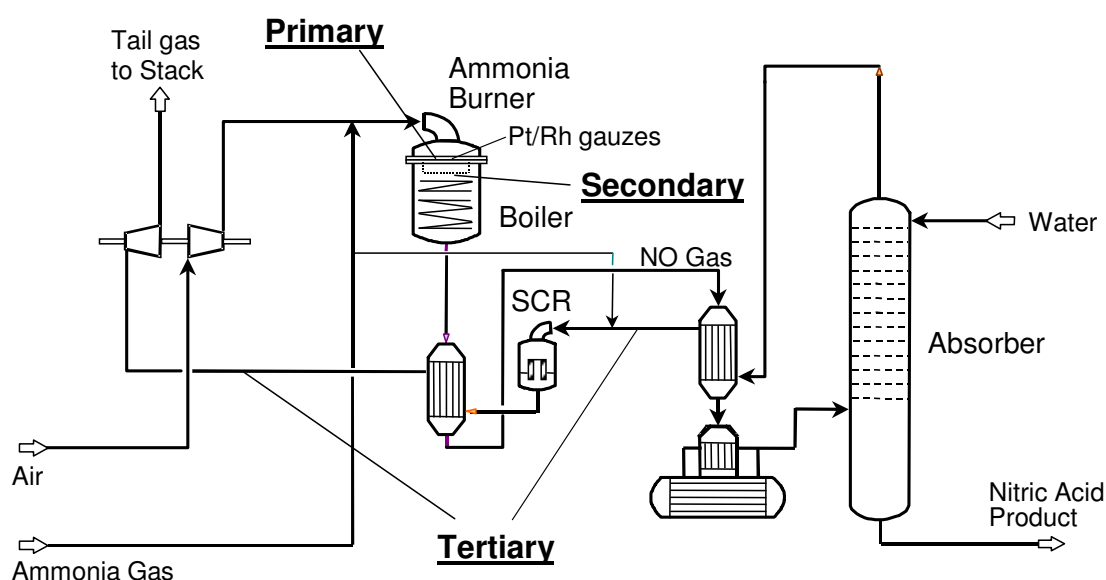 Primary
Tail gas
to Stack
Ammonia
Burner
Pt/Rh gauzes
Secondary
Boiler
Water
NO Gas
SCR
Absorber
Air
Nitric Acid
Product
Tertiary
Ammonia Gas